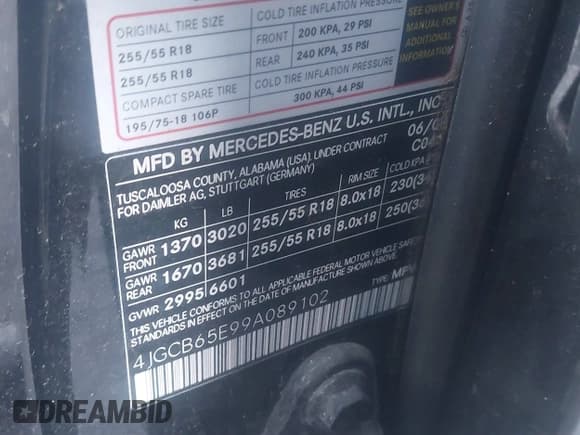 ORIGINAL TIRE SIZE
255/55 R18
255/55 R18
COMPACT SPARE TIRE
195/75-18 106P
COLD TIRE INFLATION PRESSURE
FRONT 200 KPA, 29 PSI
REAR 240 KPA, 35 PSI
COLD TIRE INFLATION PRESSURE
300 KPA, 44 PSI
SEE OWNER'S
MANUAL FOR
ADDITIONAL
INFORMATION
MFD BY MERCEDES-BENZ U.S. INTL., INC
TUSCALOOSA COUNTY, ALABAMA (USA), UNDER CONTRACT
FOR DAIMLER AG, STUTTGART (GERMANY)
KG LB TIRES RIM SIZE COLD KPA
GAWR FRONT 1370 3020 255/55 R18 8.0x18 230
GAWR REAR 1670 3681 255/55 R18 8.0x18 250
GVWR 2995 6601
THIS VEHICLE CONFORMS TO ALL APPLICABLE FEDERAL MOTOR VEHICLE SAFETY
STANDARDS IN EFFECT ON THE DATE OF MANUFACTURE SHOWN ABOVE
4JGCB65E99A089102
TYPE MPV
DREAMBID